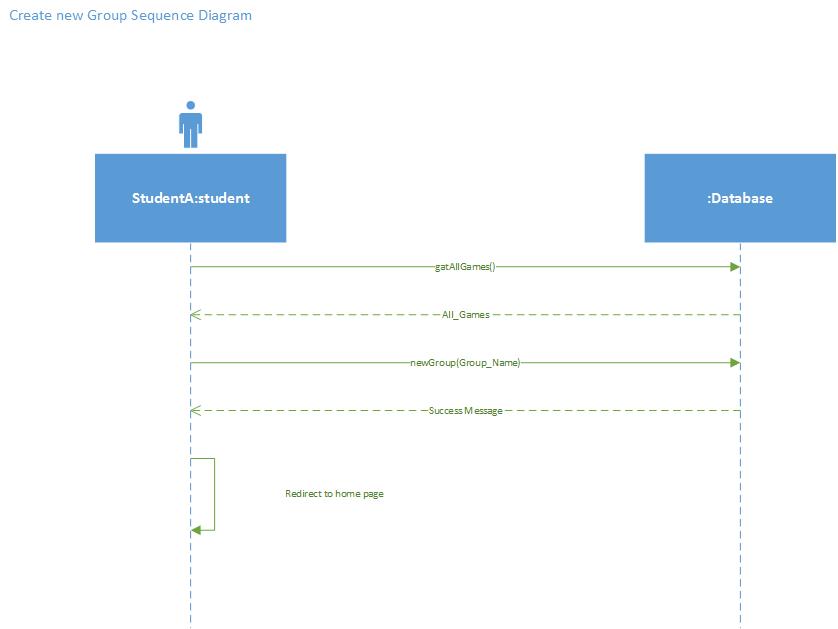 Create new Group Sequence Diagram
StudentA:student
:Database
gatAllGames()
All_Games
newGroup(Group_Name)
Success Message
Redirect to home page